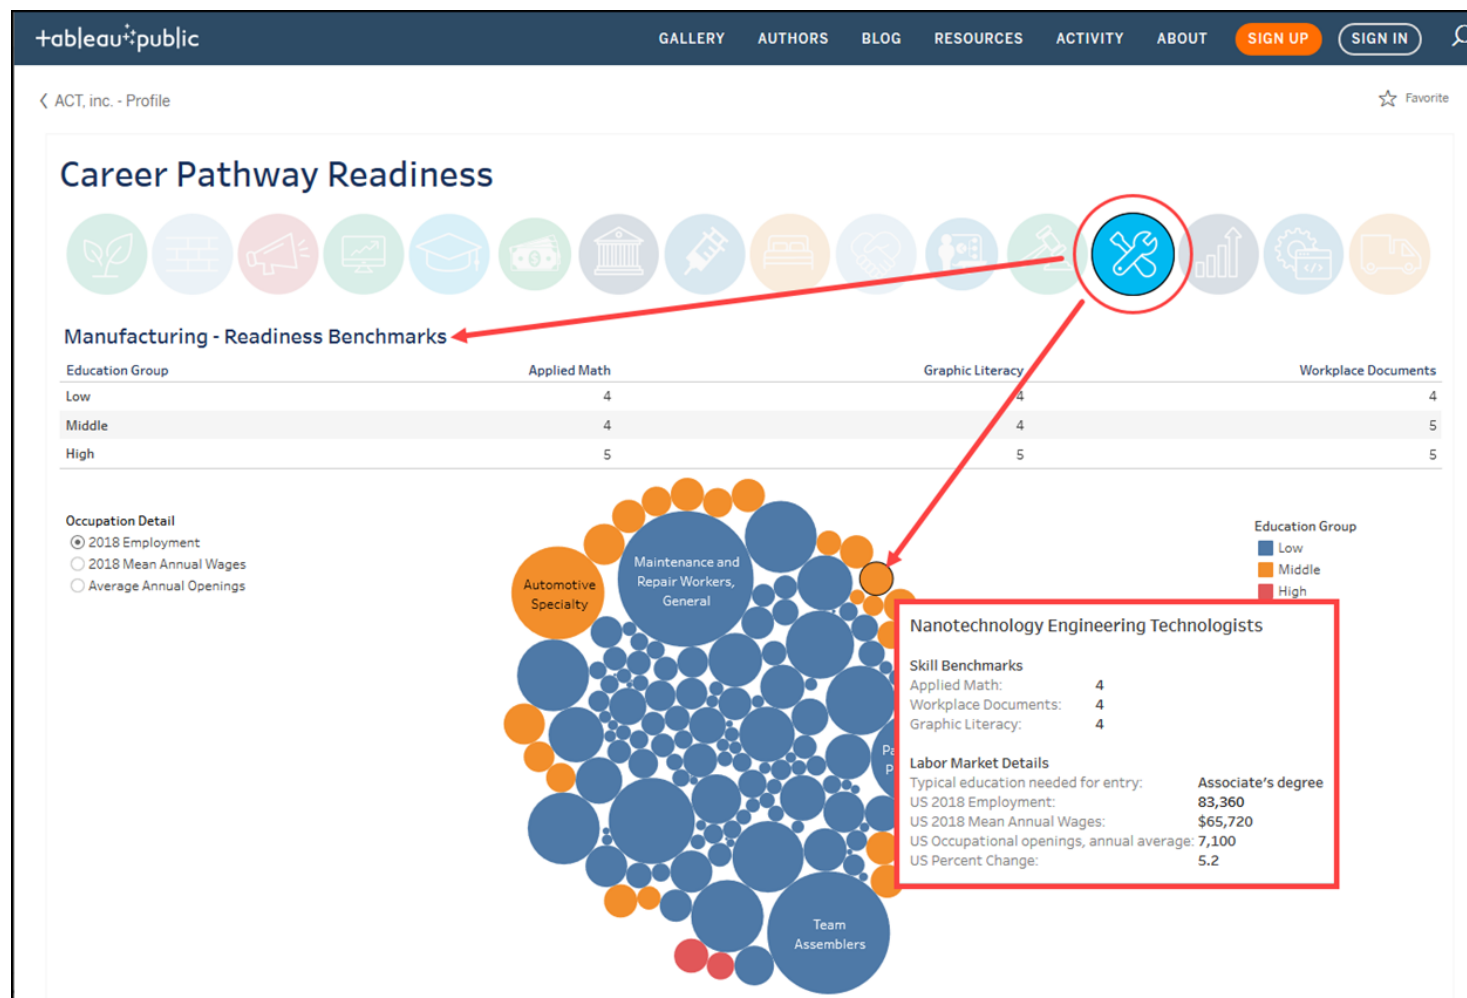 +ableau public
GALLERY AUTHORS BLOG RESOURCES ACTIVITY ABOUT SIGN UP SIGN IN
ACT, inc. - Profile
Favorite
Career Pathway Readiness
Manufacturing - Readiness Benchmarks
Education Group Applied Math Graphic Literacy Workplace Documents
Low 4 4 4
Middle 4 4 5
High 5 5 5
Occupation Detail
2018 Employment
2018 Mean Annual Wages
Average Annual Openings
Maintenance and
Repair Workers,
General
Automotive
Specialty
Education Group
Low
Middle
High
Nanotechnology Engineering Technologists
Skill Benchmarks
Applied Math: 4
Workplace Documents: 4
Graphic Literacy: 4
Labor Market Details
Typical education needed for entry: Associate's degree
US 2018 Employment: 83,360
US 2018 Mean Annual Wages: $65,720
US Occupational openings, annual average: 7,100
US Percent Change: 5.2
Team
Assemblers